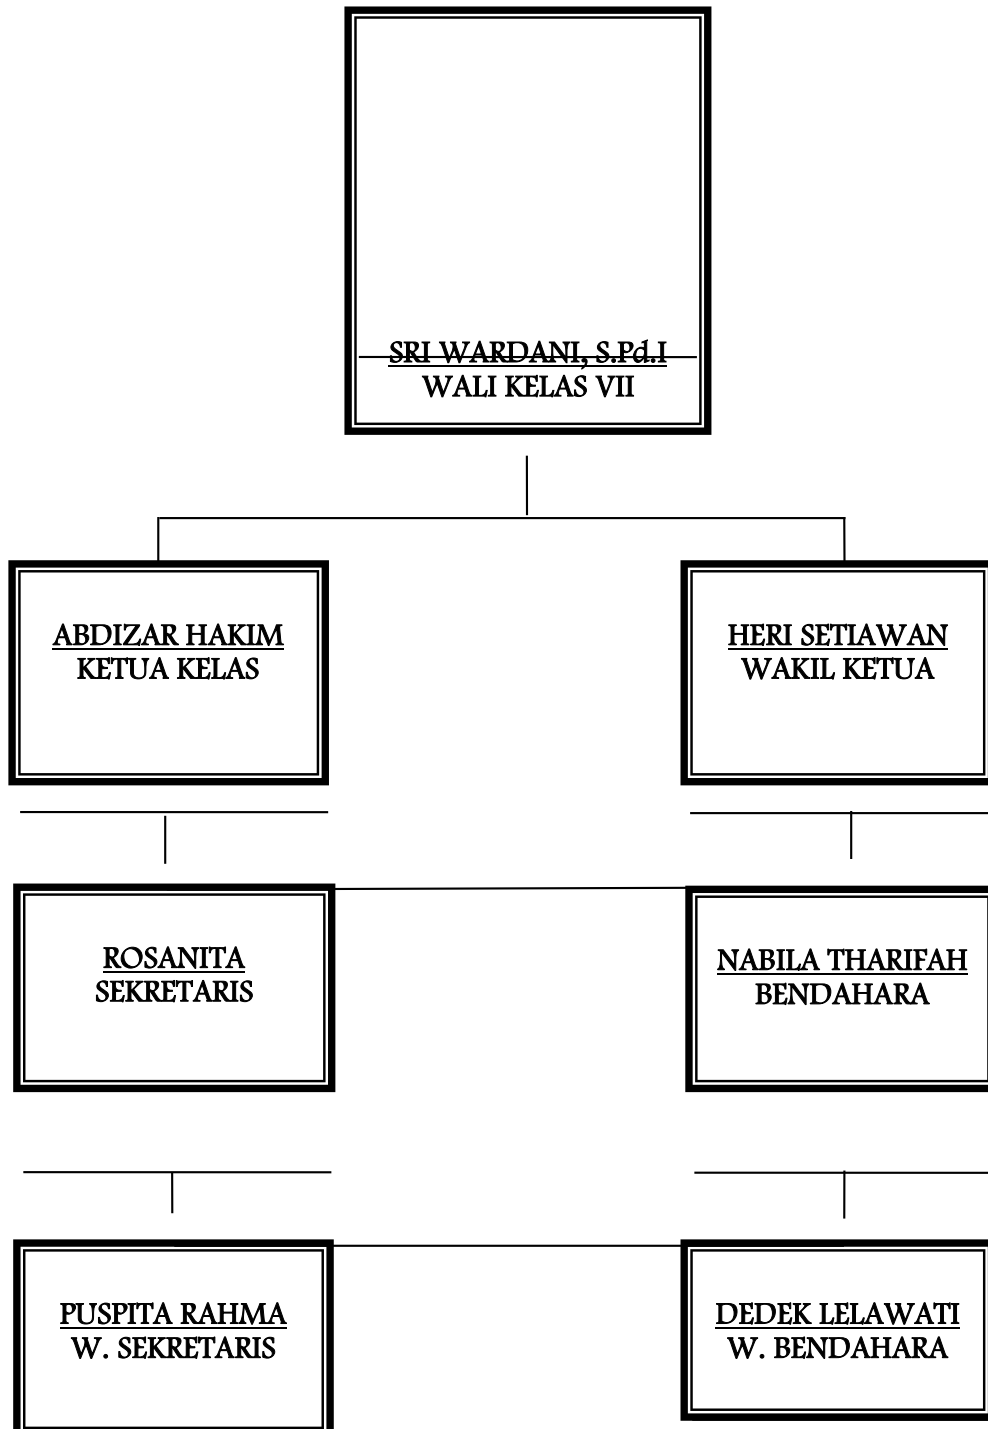 SRI WARDANI, S.Pd.I
WALI KELAS VII
ABDIZAR HAKIM
KETUA KELAS
HERI SETIAWAN
WAKIL KETUA
ROSANITA
SEKRETARIS
NABILA THARIFAH
BENDAHARA
PUSPITA RAHMA
W. SEKRETARIS
DEDEK LELAWATI
W. BENDAHARA